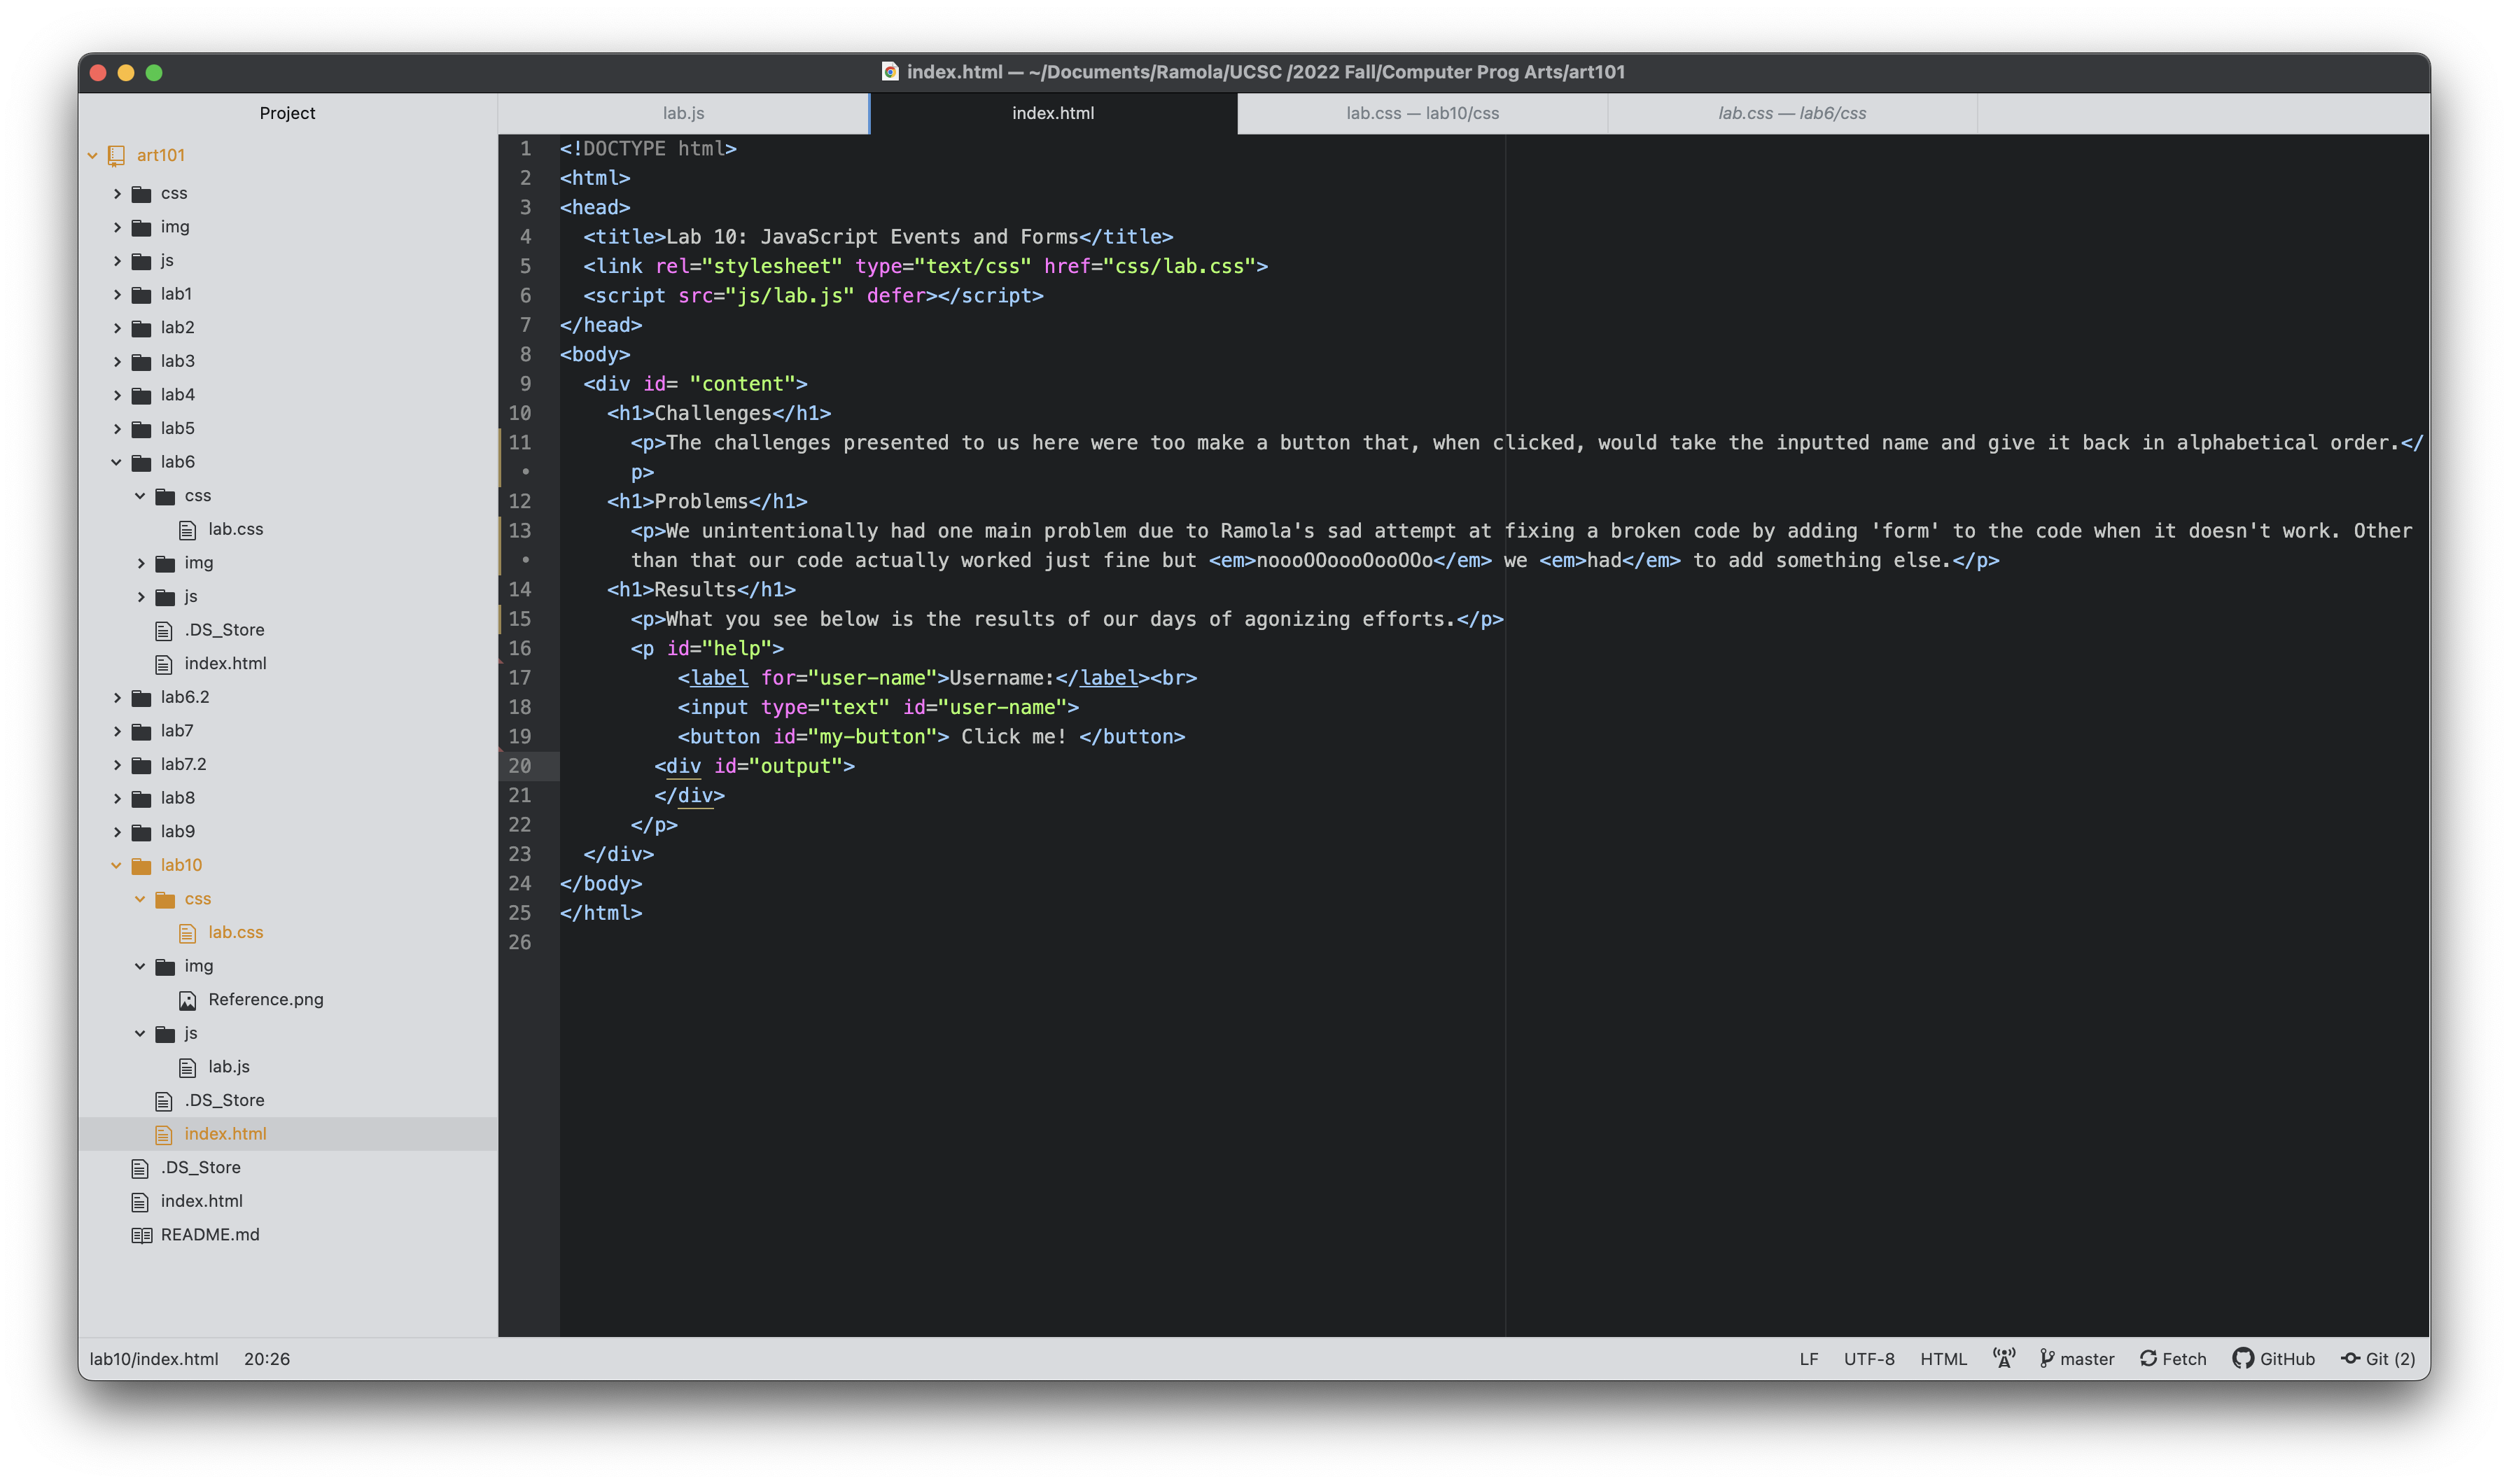 index.html — ~/Documents/Ramola/UCSC /2022 Fall/Computer Prog Arts/art101
Project
lab.js
index.html
lab.css — lab10/css
lab.css — lab6/css
art101
css
img
js
lab1
lab2
lab3
lab4
lab5
lab6
css
lab.css
img
js
.DS_Store
index.html
lab6.2
lab7
lab7.2
lab8
lab9
lab10
css
lab.css
img
Reference.png
js
lab.js
.DS_Store
index.html
.DS_Store
index.html
README.md
1 <!DOCTYPE html>
2 <html>
3 <head>
4 <title>Lab 10: JavaScript Events and Forms</title>
5 <link rel="stylesheet" type="text/css" href="css/lab.css">
6 <script src="js/lab.js" defer></script>
7 </head>
8 <body>
9 <div id= "content">
10 <h1>Challenges</h1>
11 <p>The challenges presented to us here were too make a button that, when clicked, would take the inputted name and give it back in alphabetical order.</
• p>
12 <h1>Problems</h1>
13 <p>We unintentionally had one main problem due to Ramola's sad attempt at fixing a broken code by adding 'form' to the code when it doesn't work. Other
• than that our code actually worked just fine but <em>noooOOoooOooOOo</em> we <em>had</em> to add something else.</p>
14 <h1>Results</h1>
15 <p>What you see below is the results of our days of agonizing efforts.</p>
16 <p id="help">
17 <label for="user-name">Username:</label><br>
18 <input type="text" id="user-name">
19 <button id="my-button"> Click me! </button>
20 <div id="output">
21 </div>
22 </p>
23 </div>
24 </body>
25 </html>
26
lab10/index.html 20:26
LF UTF-8 HTML master Fetch GitHub Git (2)